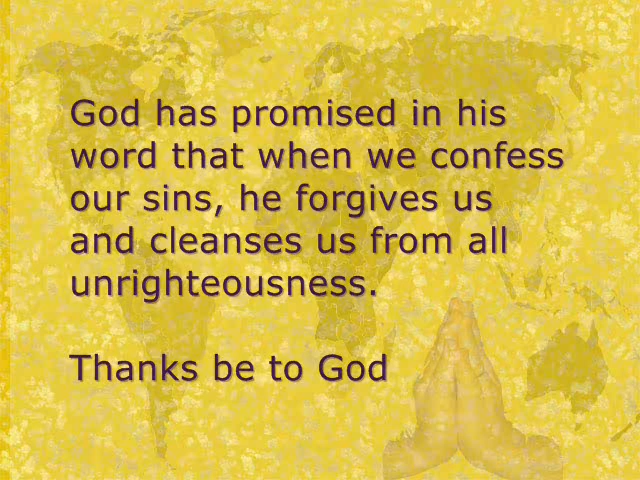 God has promised in his
word that when we confess
our sins, he forgives us
and cleanses us from all
unrighteousness.
Thanks be to God